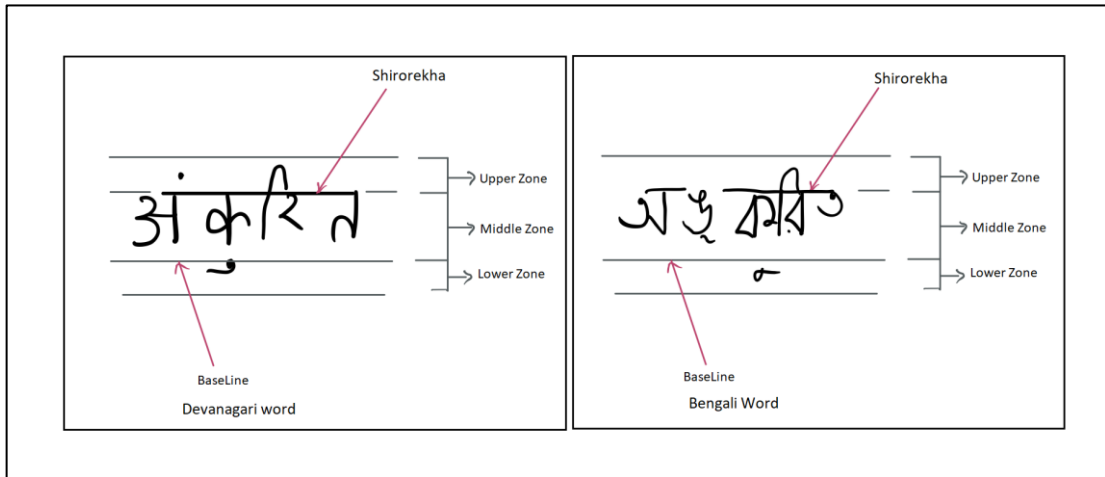 Shirorekha
अंकुरित
Upper Zone
Middle Zone
Lower Zone
BaseLine
Devanagari word
Shirorekha
অঙ্কুরিত
Upper Zone
Middle Zone
Lower Zone
BaseLine
Bengali Word